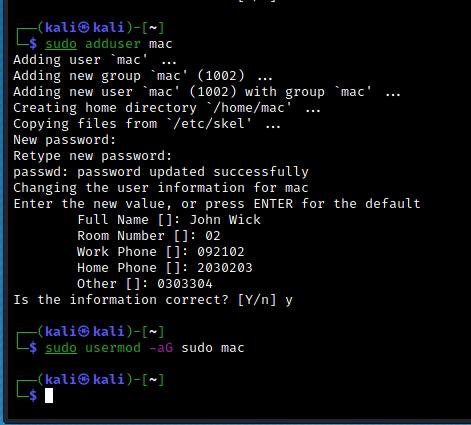 ┌──(kali㉿kali)-[~]
└─$ sudo adduser mac
Adding user `mac' ...
Adding new group `mac' (1002) ...
Adding new user `mac' (1002) with group `mac' ...
Creating home directory `/home/mac' ...
Copying files from `/etc/skel' ...
New password:
Retype new password:
passwd: password updated successfully
Changing the user information for mac
Enter the new value, or press ENTER for the default
Full Name []: John Wick
Room Number []: 02
Work Phone []: 092102
Home Phone []: 2030203
Other []: 0303304
Is the information correct? [Y/n] y
┌──(kali㉿kali)-[~]
└─$ sudo usermod -aG sudo mac
┌──(kali㉿kali)-[~]
└─$